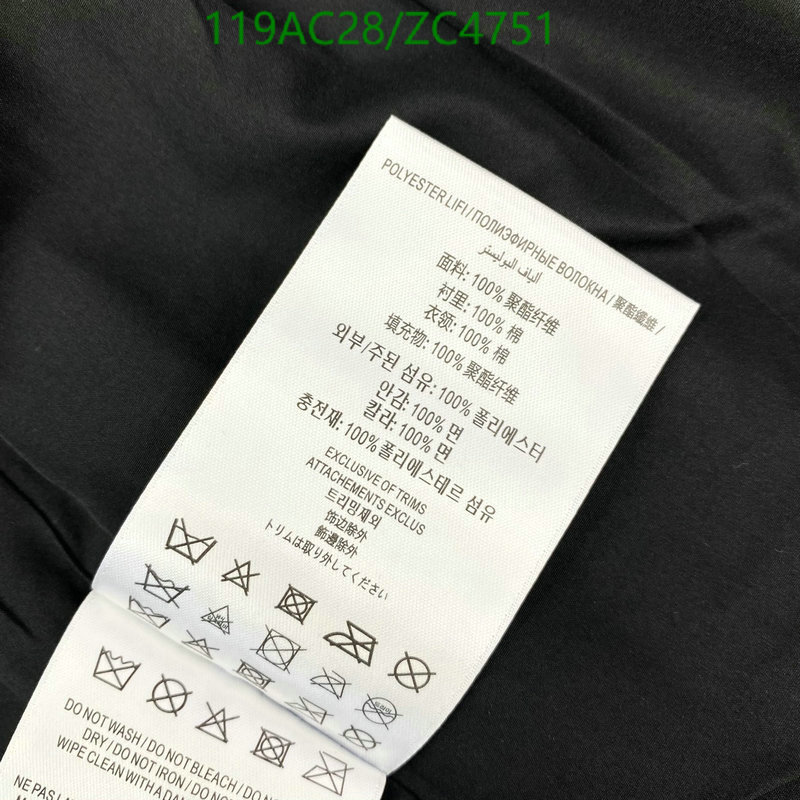 119AC28/ZC4751
POLYESTER LIFI / ПОЛИЭФИРНЫЕ ВОЛОКНА / 聚酯纖維 /
ألياف البوليستر
面料: 100% 聚酯纤维
衬里: 100% 棉
衣领: 100% 棉
填充物: 100% 聚酯纤维
외부/주된 섬유: 100% 폴리에스터
안감: 100% 면
칼라: 100% 면
충전재: 100% 폴리에스테르 섬유
EXCLUSIVE OF TRIMS
ATTACHEMENTS EXCLUS
트리밍제외
饰边除外
飾邊除外
トリムは取り外してください
DO NOT WASH / DO NOT BLEACH / DO NOT
DRY / DO NOT IRON / DO NOT
WIPE CLEAN WITH A
NE PAS